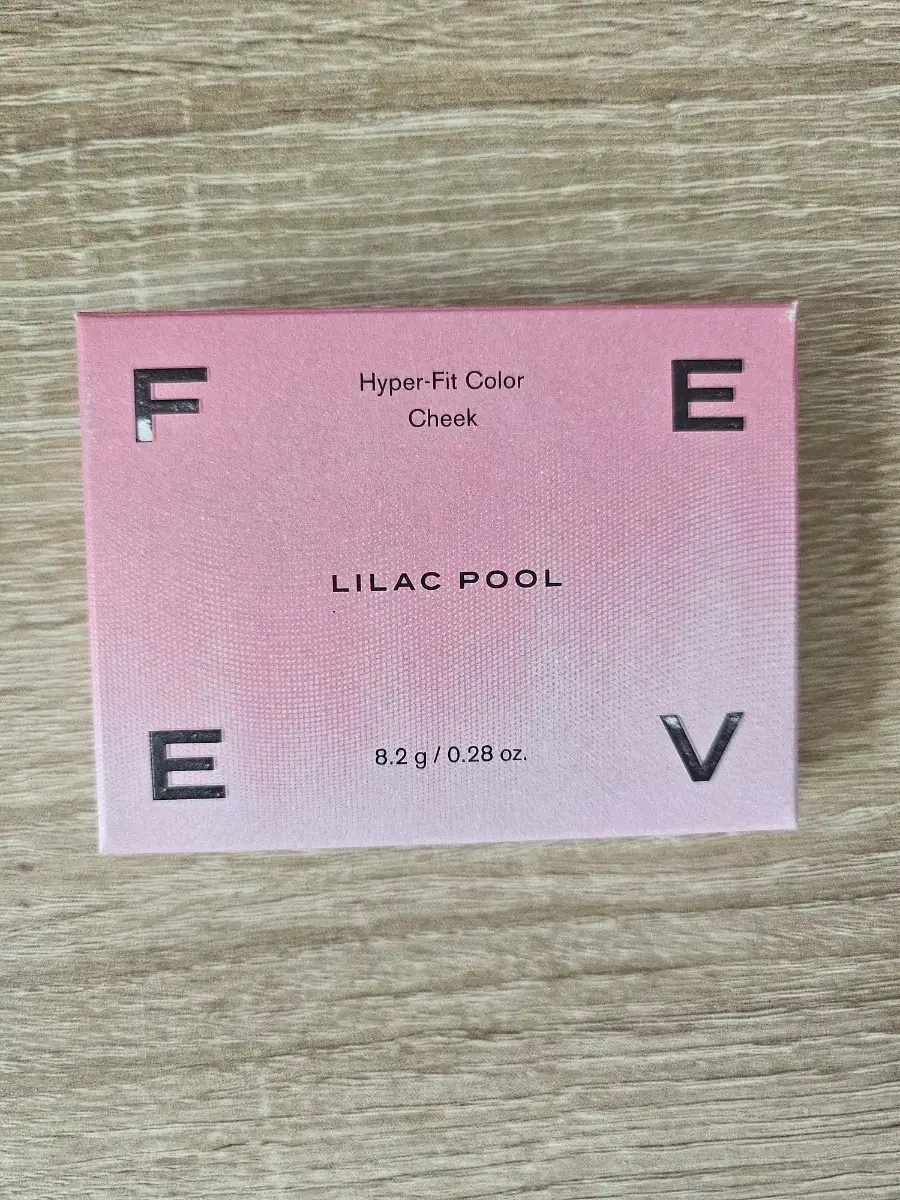 F E
Hyper-Fit Color
Cheek
LILAC POOL
E V
8.2 g / 0.28 oz.